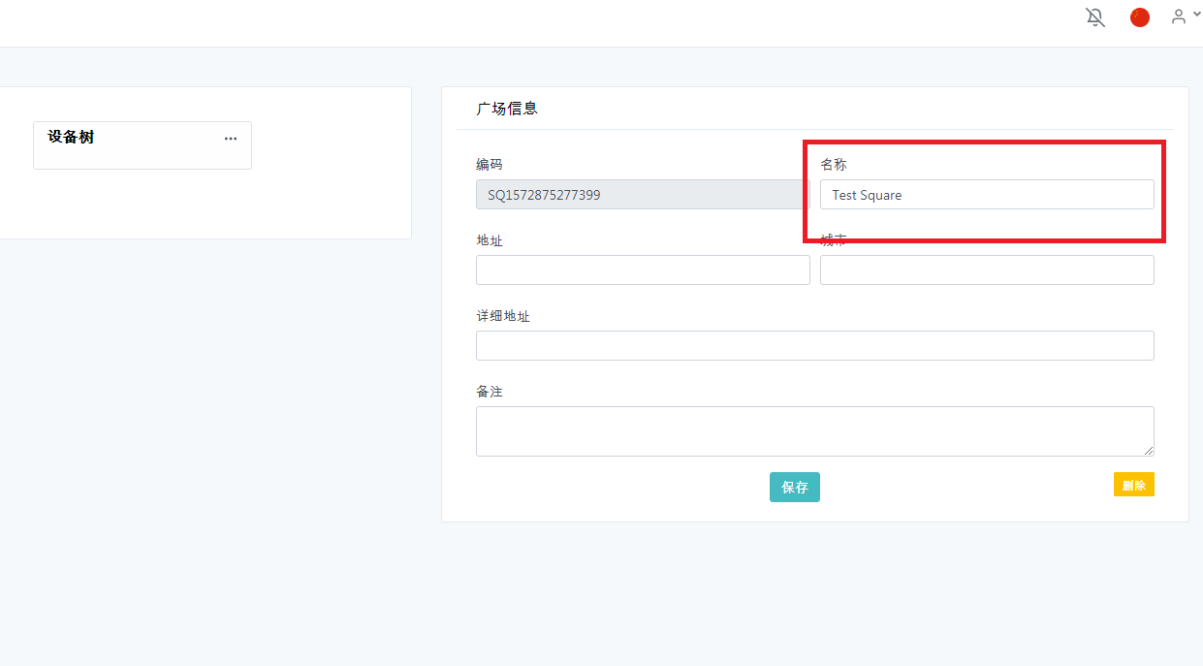 设备树
广场信息
编码
名称
SQ1572875277399
Test Square
地址
城市
详细地址
备注
保存
删除